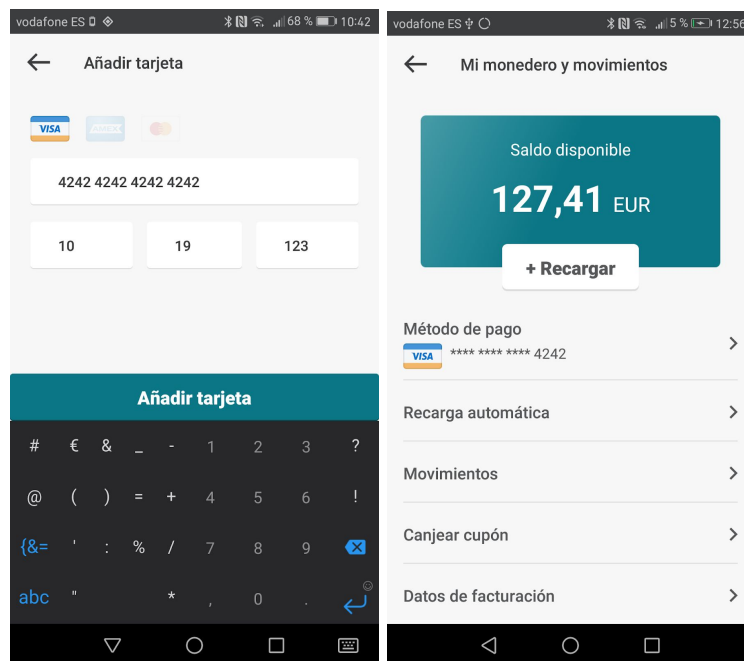 vodafone ES
68 %
10:42
Añadir tarjeta
VISA
4242 4242 4242 4242
10
19
123
Añadir tarjeta
# € & _ - 1 2 3 ?
@ ( ) = + 4 5 6 !
{&= ' : % / 7 8 9
abc " * , 0 .
vodafone ES
5 %
12:56
Mi monedero y movimientos
Saldo disponible
127,41 EUR
+ Recargar
Método de pago
VISA **** **** **** 4242
Recarga automática
Movimientos
Canjear cupón
Datos de facturación